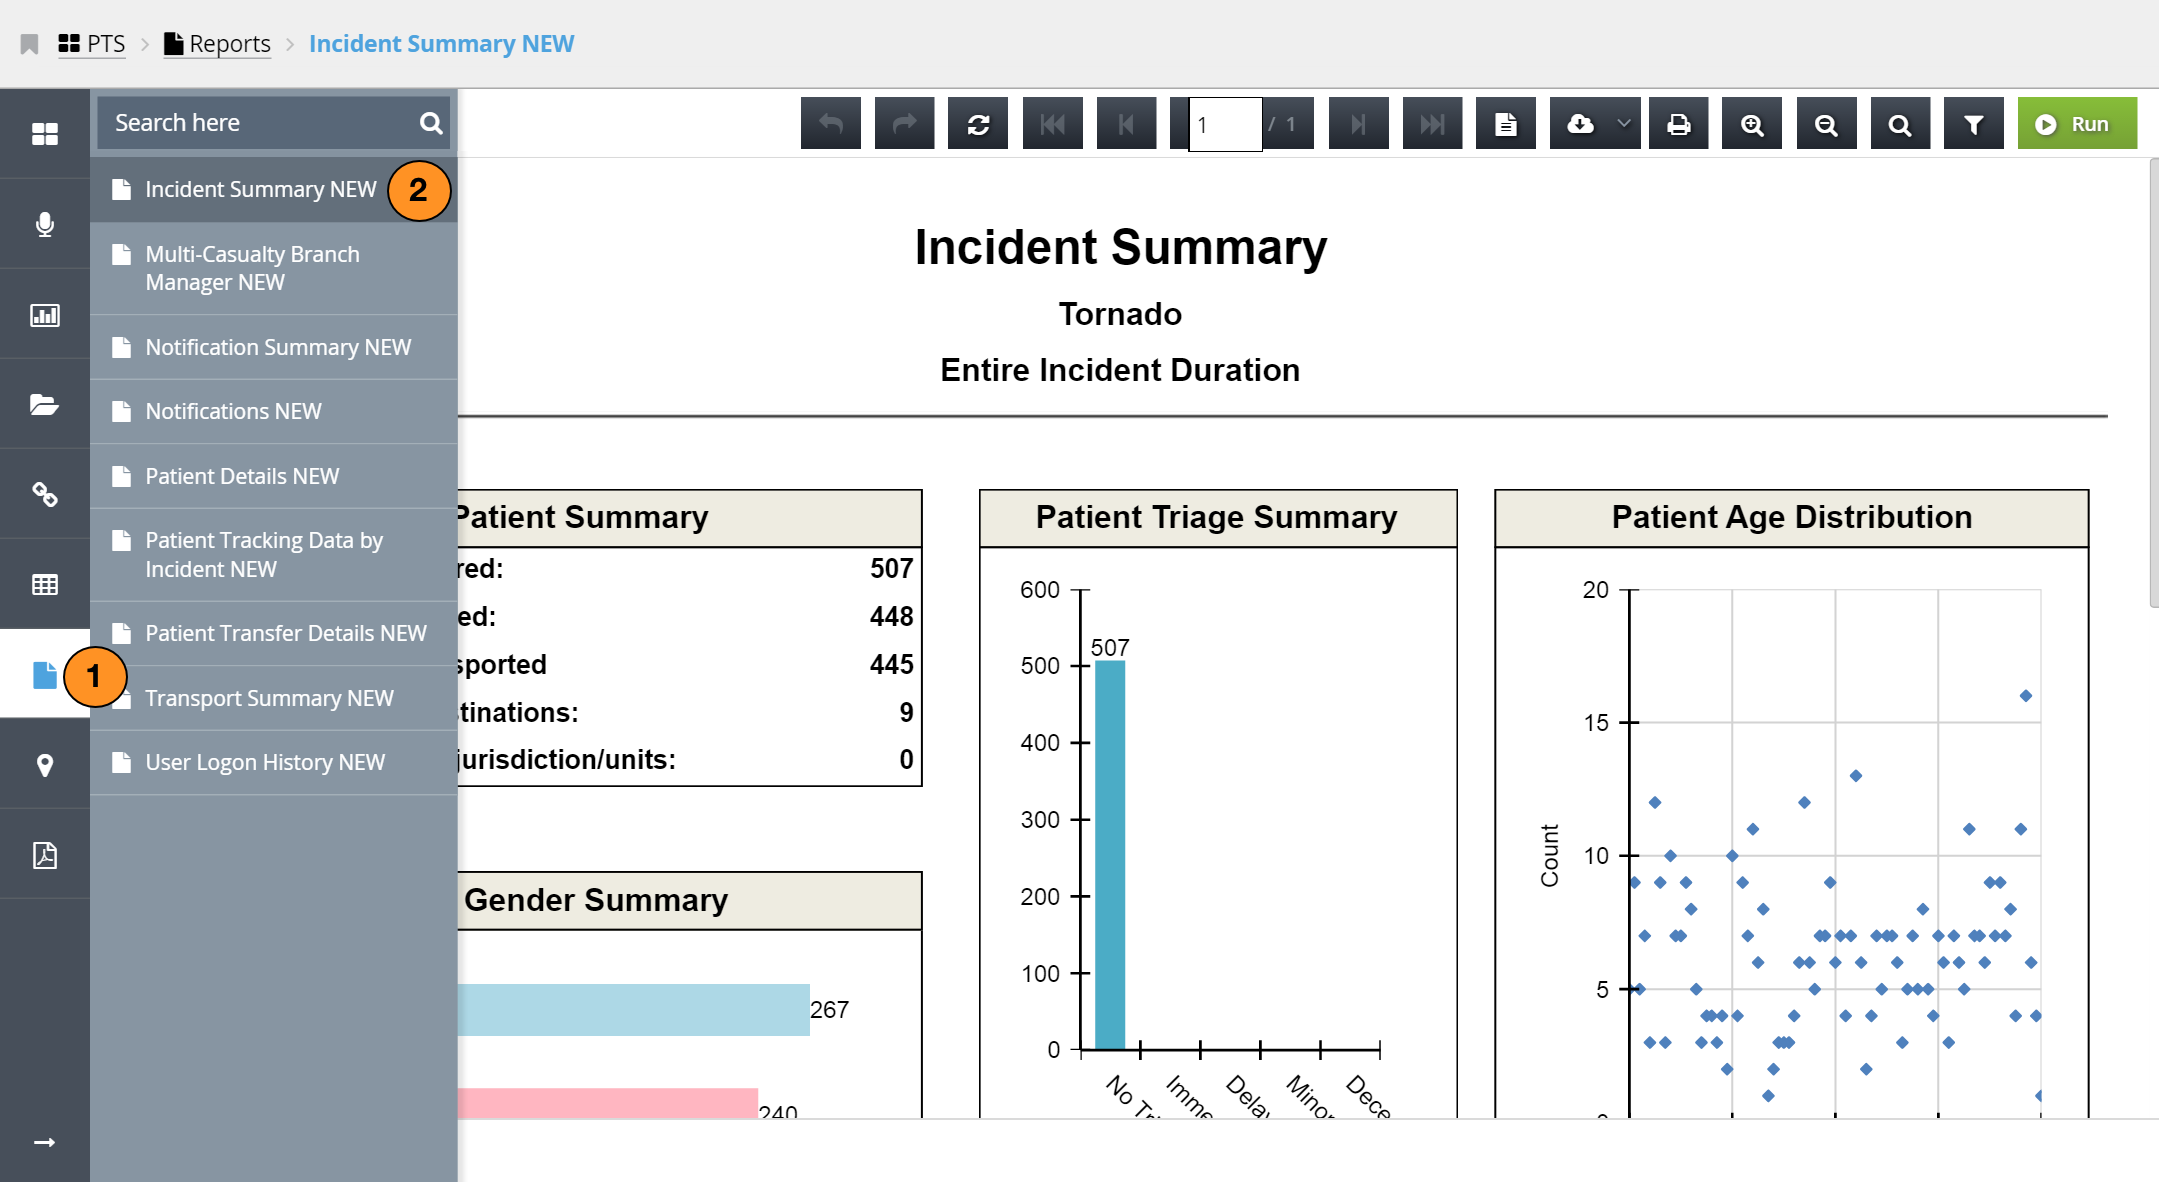 PTS
Reports
Incident Summary NEW
Search here
1 / 1
Run
Incident Summary NEW
2
Multi-Casualty Branch
Manager NEW
Notification Summary NEW
Notifications NEW
Patient Details NEW
Patient Tracking Data by
Incident NEW
Patient Transfer Details NEW
1
Transport Summary NEW
User Logon History NEW
Incident Summary
Tornado
Entire Incident Duration
Patient Summary
red: 507
ed: 448
sported 445
tinations: 9
jurisdiction/units: 0
Gender Summary
267
240
Patient Triage Summary
600
507
500
400
300
200
100
0
No Tr
Imme
Dela
Minor
Dece
Patient Age Distribution
20
15
10
5
Count